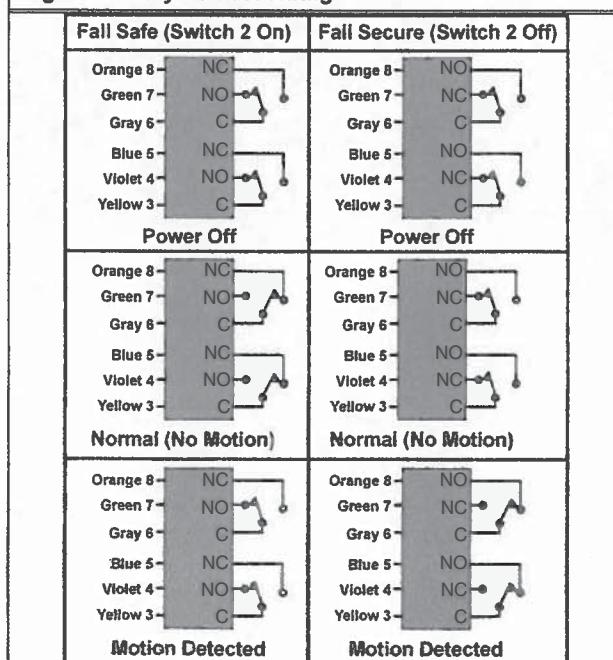 Fail Safe (Switch 2 On)
Orange 8 NC
Green 7 NO
Gray 6 C
Blue 5 NC
Violet 4 NO
Yellow 3 C
Power Off
Orange 8 NC
Green 7 NO
Gray 6 C
Blue 5 NC
Violet 4 NO
Yellow 3 C
Normal (No Motion)
Orange 8 NC
Green 7 NO
Gray 6 C
Blue 5 NC
Violet 4 NO
Yellow 3 C
Motion Detected
Fail Secure (Switch 2 Off)
Orange 8 NO
Green 7 NC
Gray 6 C
Blue 5 NO
Violet 4 NC
Yellow 3 C
Power Off
Orange 8 NO
Green 7 NC
Gray 6 C
Blue 5 NO
Violet 4 NC
Yellow 3 C
Normal (No Motion)
Orange 8 NO
Green 7 NC
Gray 6 C
Blue 5 NO
Violet 4 NC
Yellow 3 C
Motion Detected